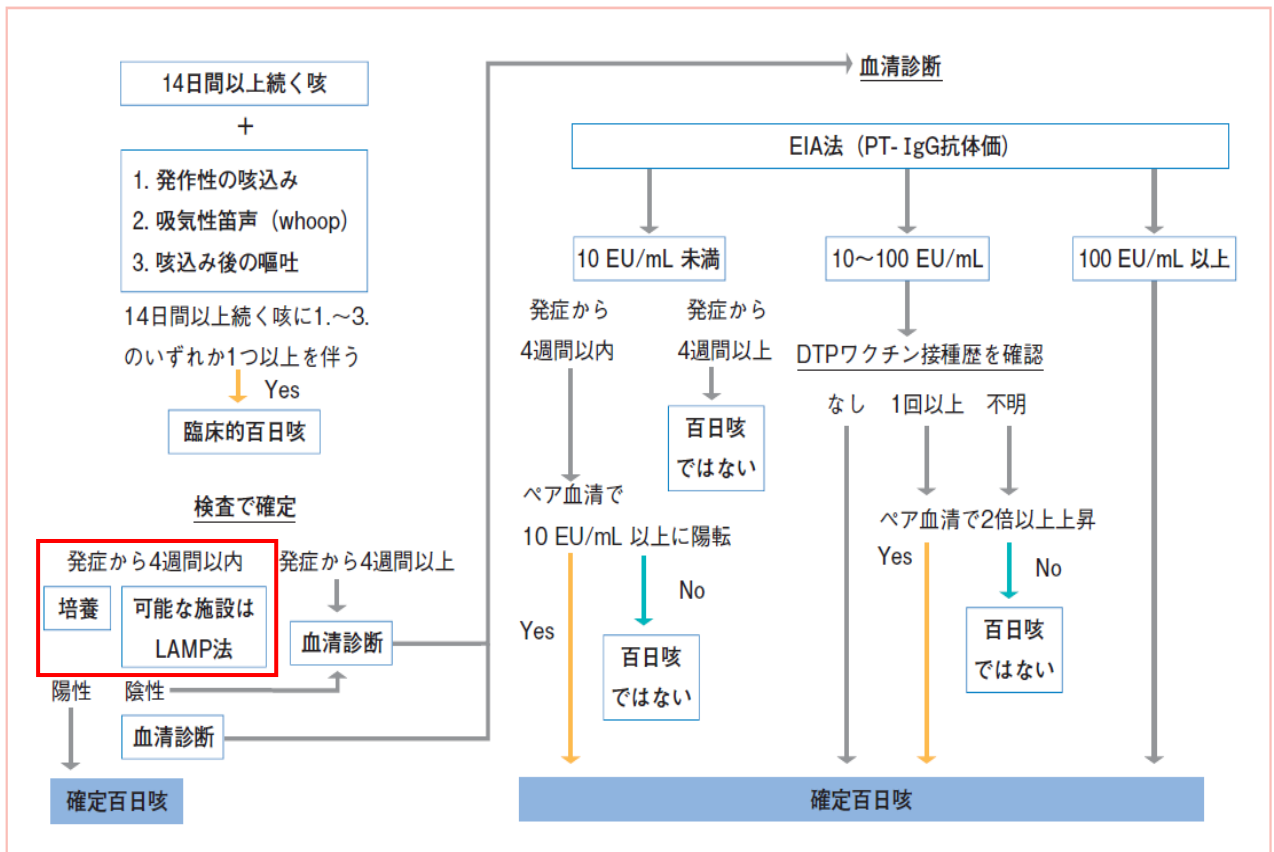 14日間以上続く咳
+
1. 発作性の咳込み
2. 吸気性笛声（whoop）
3. 咳込み後の嘔吐
14日間以上続く咳に1.～3.
のいずれか1つ以上を伴う
Yes
臨床的百日咳
検査で確定
発症から4週間以内
培養
可能な施設は
LAMP法
発症から4週間以上
血清診断
陽性
陰性
血清診断
確定百日咳
血清診断
EIA法（PT- IgG抗体価）
10 EU/mL 未満
10～100 EU/mL
100 EU/mL 以上
発症から
4週間以内
発症から
4週間以上
百日咳
ではない
ペア血清で
10 EU/mL 以上に陽転
Yes
No
百日咳
ではない
DTPワクチン接種歴を確認
なし
1回以上
不明
ペア血清で2倍以上上昇
Yes
No
百日咳
ではない
確定百日咳